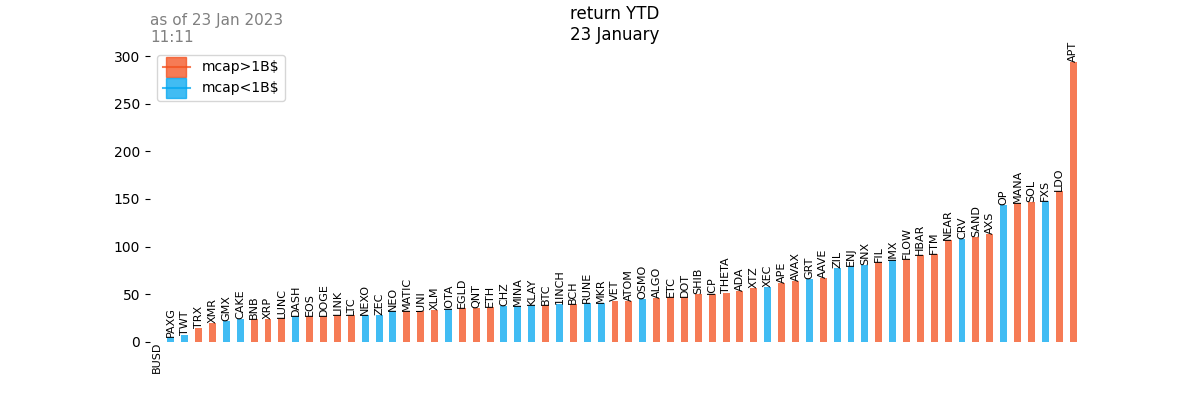 as of 23 Jan 2023
11:11
return YTD
23 January
mcap>1B$
mcap<1B$
300
250
200
150
100
50
0
BUSD
PAXG
TWT
TRX
XMR
GMX
CAKE
BNB
XRP
LUNC
DASH
EOS
DOGE
LINK
LTC
NEXO
ZEC
NEO
MATIC
UNI
XLM
IOTA
EGLD
QNT
ETH
CHZ
MINA
KLAY
BTC
1INCH
BCH
RUNE
MKR
VET
ATOM
OSMO
ALGO
ETC
DOT
SHIB
ICP
THETA
ADA
XTZ
XEC
APE
AVAX
GRT
AAVE
ZIL
ENJ
SNX
FIL
IMX
FLOW
HBAR
FTM
NEAR
CRV
SAND
AXS
OP
MANA
SOL
FXS
LDO
APT